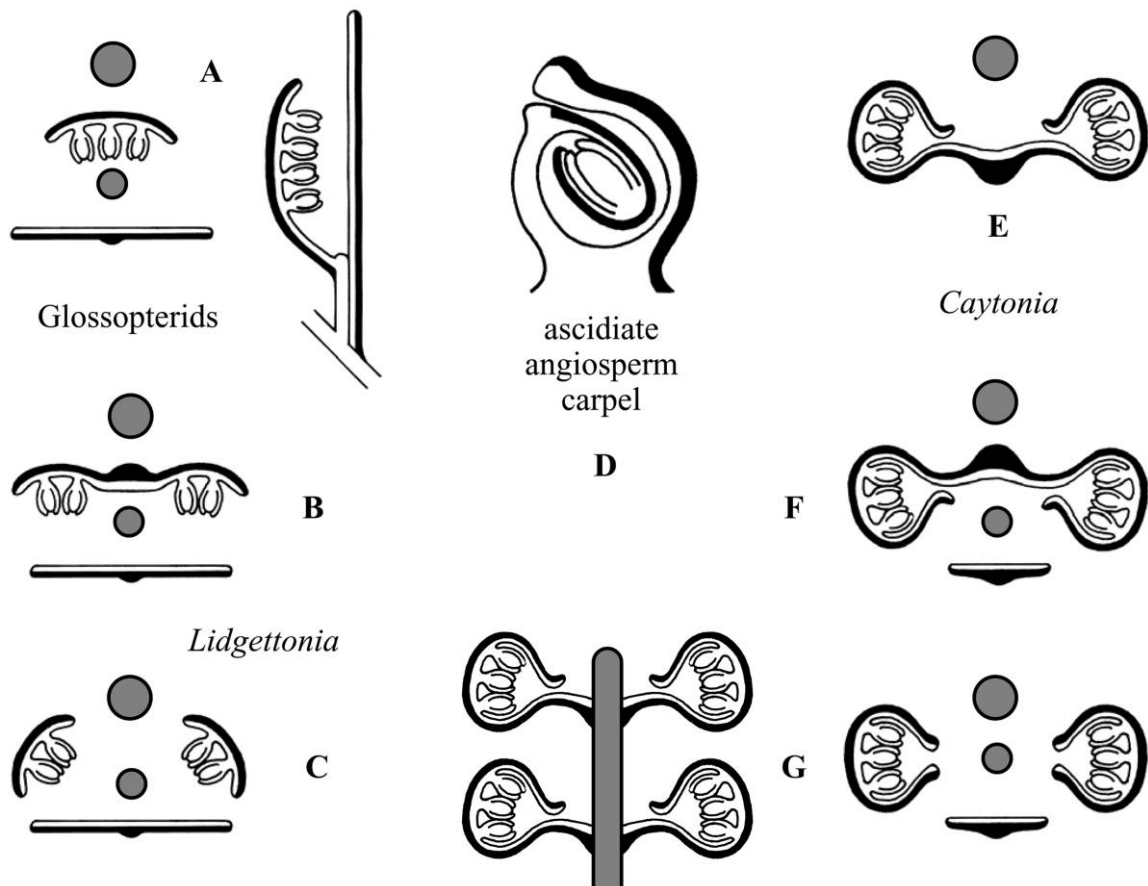 A
Glossopterids
B
Lidgettonia
C
ascidiate
angiosperm
carpel
D
E
Caytonia
F
G